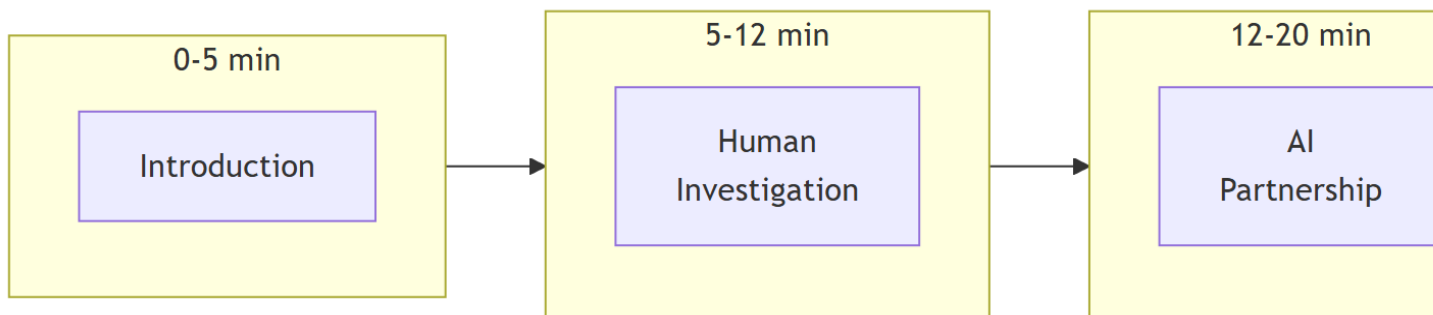 0-5 min
Introduction
5-12 min
Human
Investigation
12-20 min
AI
Partnership